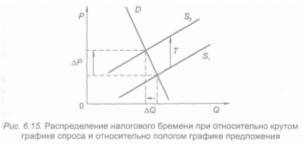 P
D
S₂
T
S₁
ΔP
0
ΔQ
Q
Рис. 6.15. Распределение налогового бремени при относительно крутом
графике спроса и относительно пологом графике предложения